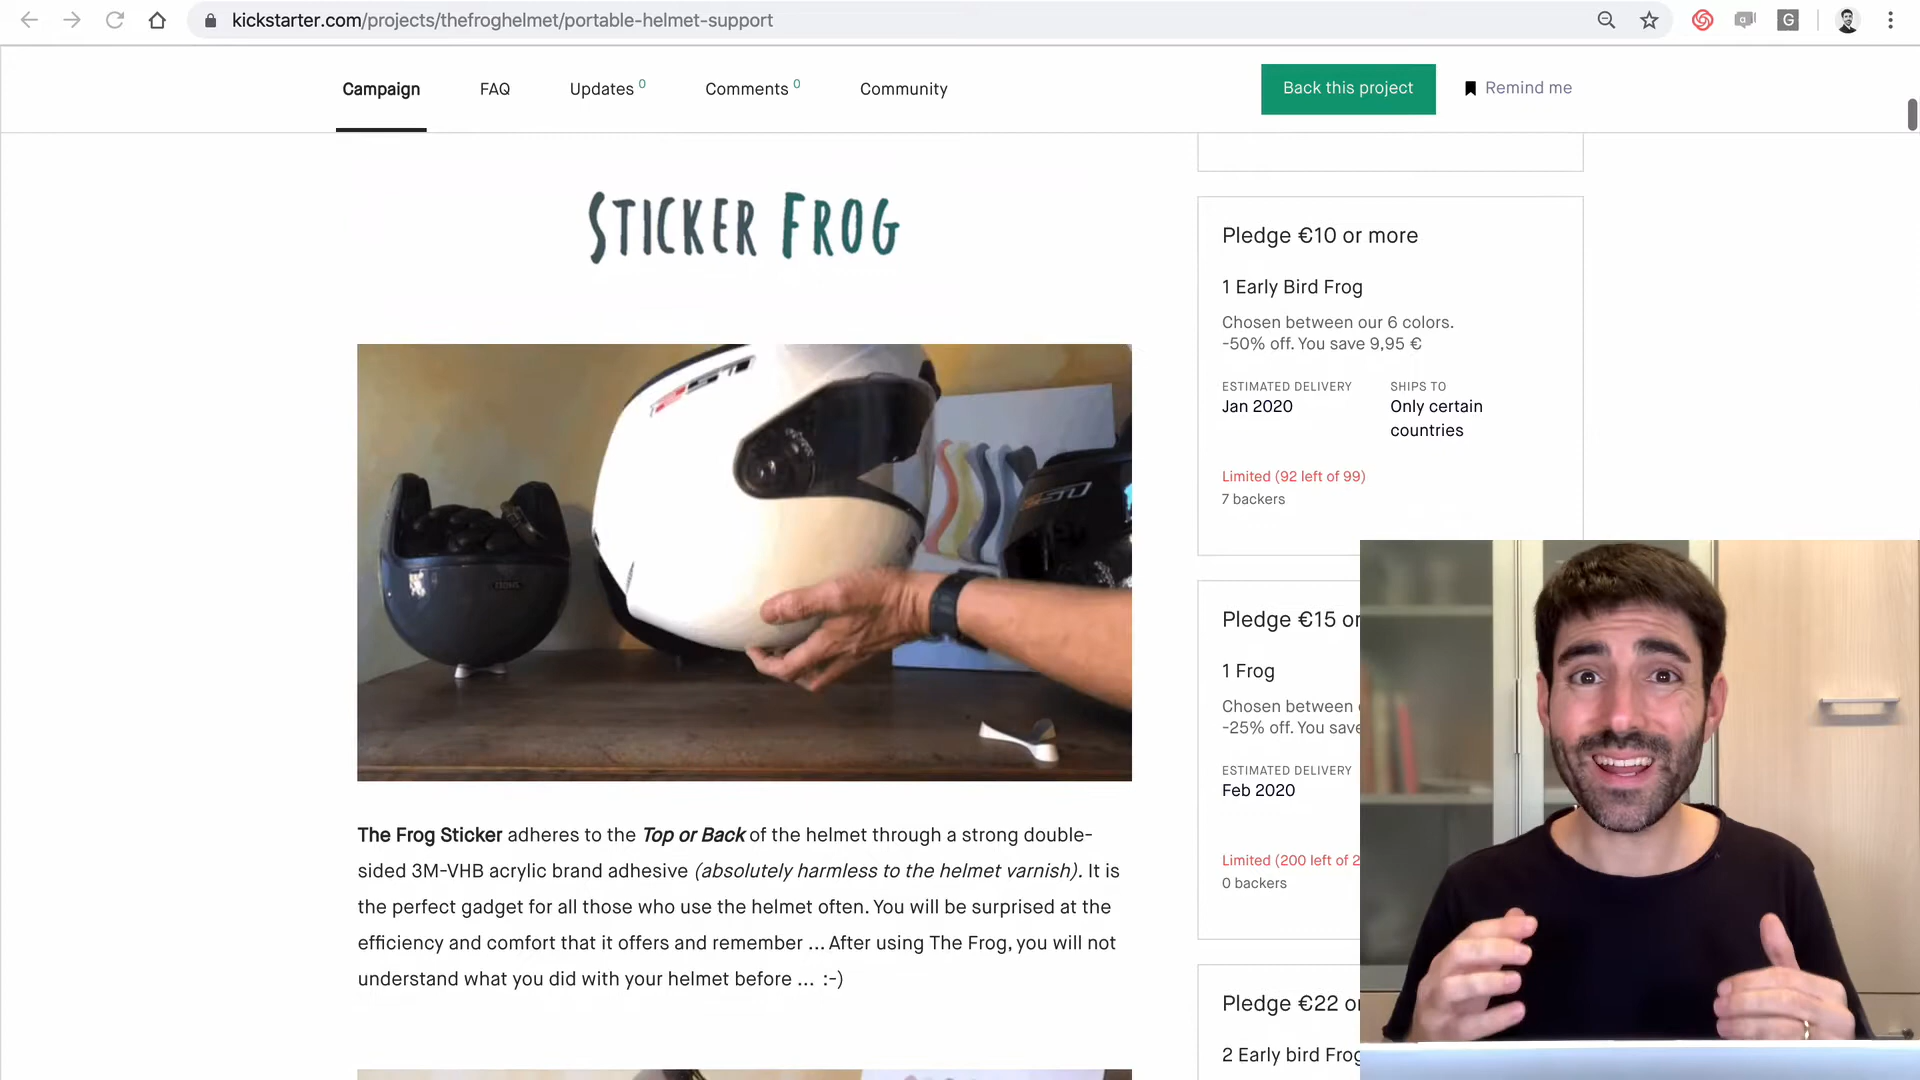 kickstarter.com/projects/thefroghelmet/portable-helmet-support
G
Campaign
FAQ
Updates 0
Comments 0
Community
Back this project
Remind me
STICKER FROG
The Frog Sticker adheres to the Top or Back of the helmet through a strong double-
sided 3M-VHB acrylic brand adhesive (absolutely harmless to the helmet varnish). It is
the perfect gadget for all those who use the helmet often. You will be surprised at the
efficiency and comfort that it offers and remember ... After using The Frog, you will not
understand what you did with your helmet before ... :-)
Pledge €10 or more
1 Early Bird Frog
Chosen between our 6 colors.
-50% off. You save 9,95 €
ESTIMATED DELIVERY
Jan 2020
SHIPS TO
Only certain
countries
Limited (92 left of 99)
7 backers
Pledge €15 or
1 Frog
Chosen between
-25% off. You save
ESTIMATED DELIVERY
Feb 2020
Limited (200 left of 2
0 backers
Pledge €22 or
2 Early bird Frog